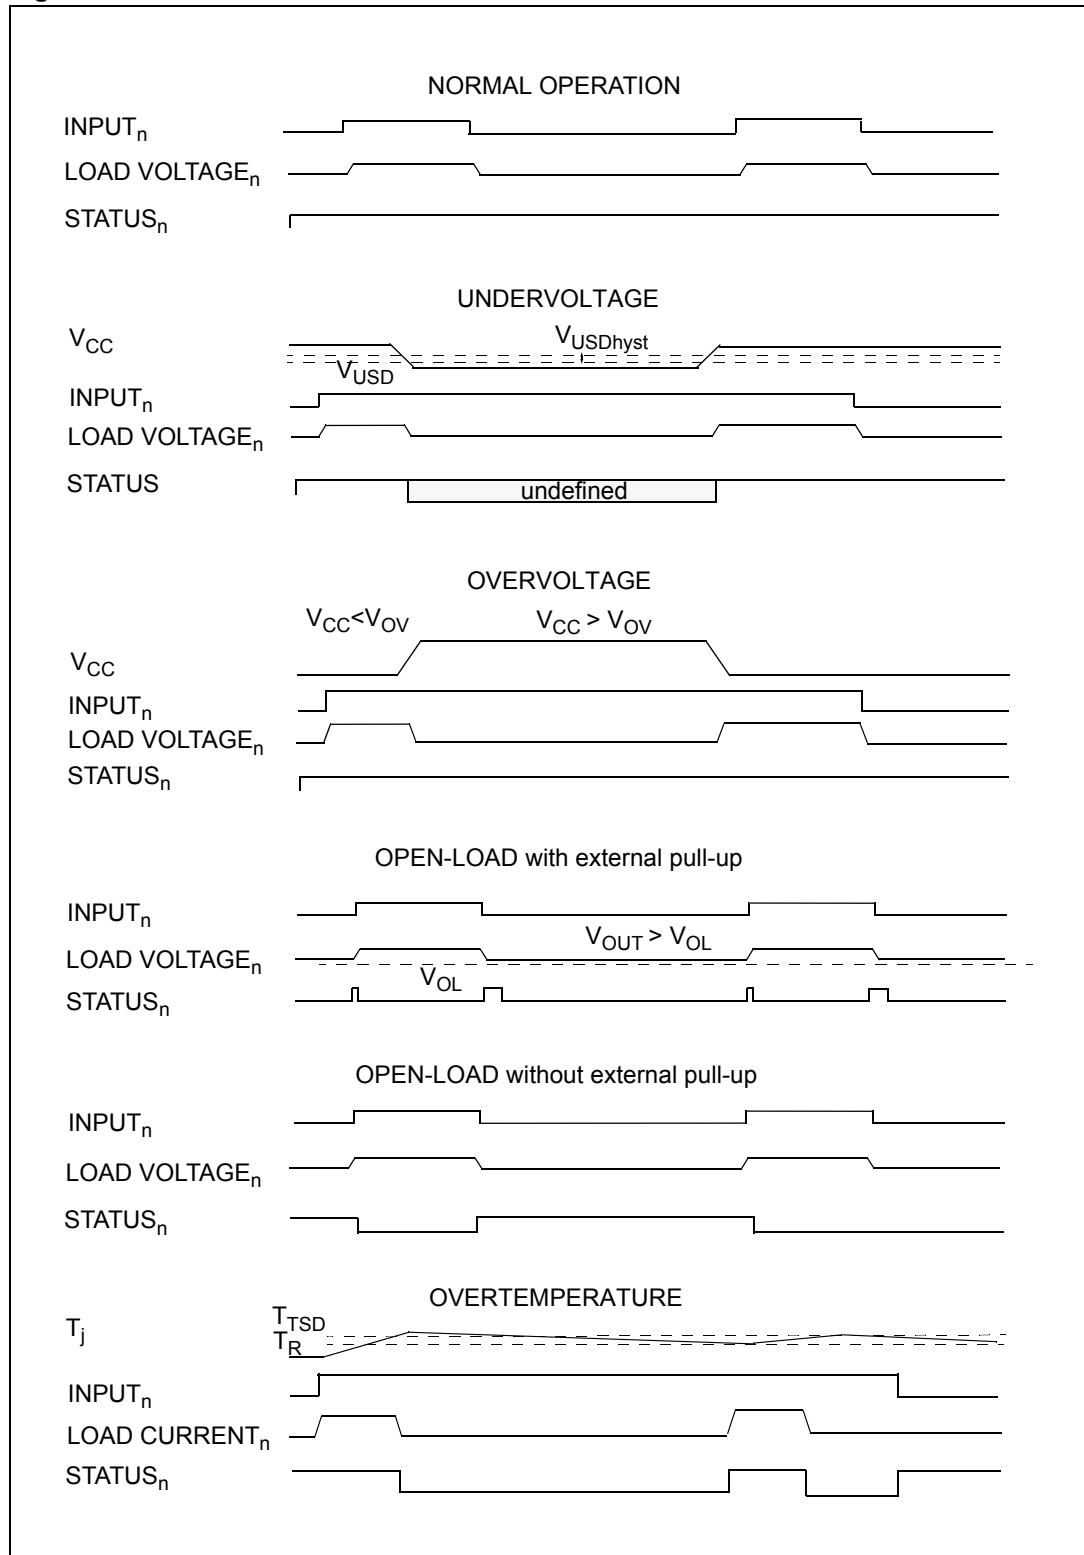 NORMAL OPERATION
INPUTn
LOAD VOLTAGEn
STATUSn
UNDERVOLTAGE
VCC
VUSDhyst
VUSD
INPUTn
LOAD VOLTAGEn
STATUS
undefined
OVERVOLTAGE
VCC<VOV
VCC > VOV
VCC
INPUTn
LOAD VOLTAGEn
STATUSn
OPEN-LOAD with external pull-up
INPUTn
VOUT > VOL
LOAD VOLTAGEn
VOL
STATUSn
OPEN-LOAD without external pull-up
INPUTn
LOAD VOLTAGEn
STATUSn
OVERTEMPERATURE
Tj
TTSD
TR
INPUTn
LOAD CURRENTn
STATUSn